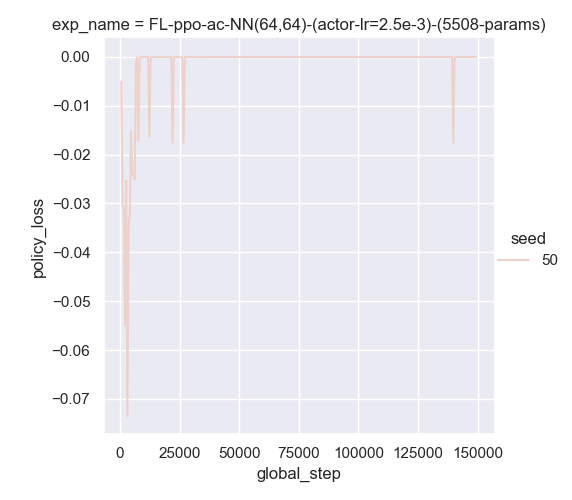 exp_name = FL-ppo-ac-NN(64,64)-(actor-lr=2.5e-3)-(5508-params)
0.00
−0.01
−0.02
−0.03
−0.04
−0.05
−0.06
−0.07
policy_loss
0 25000 50000 75000 100000 125000 150000
global_step
seed
50